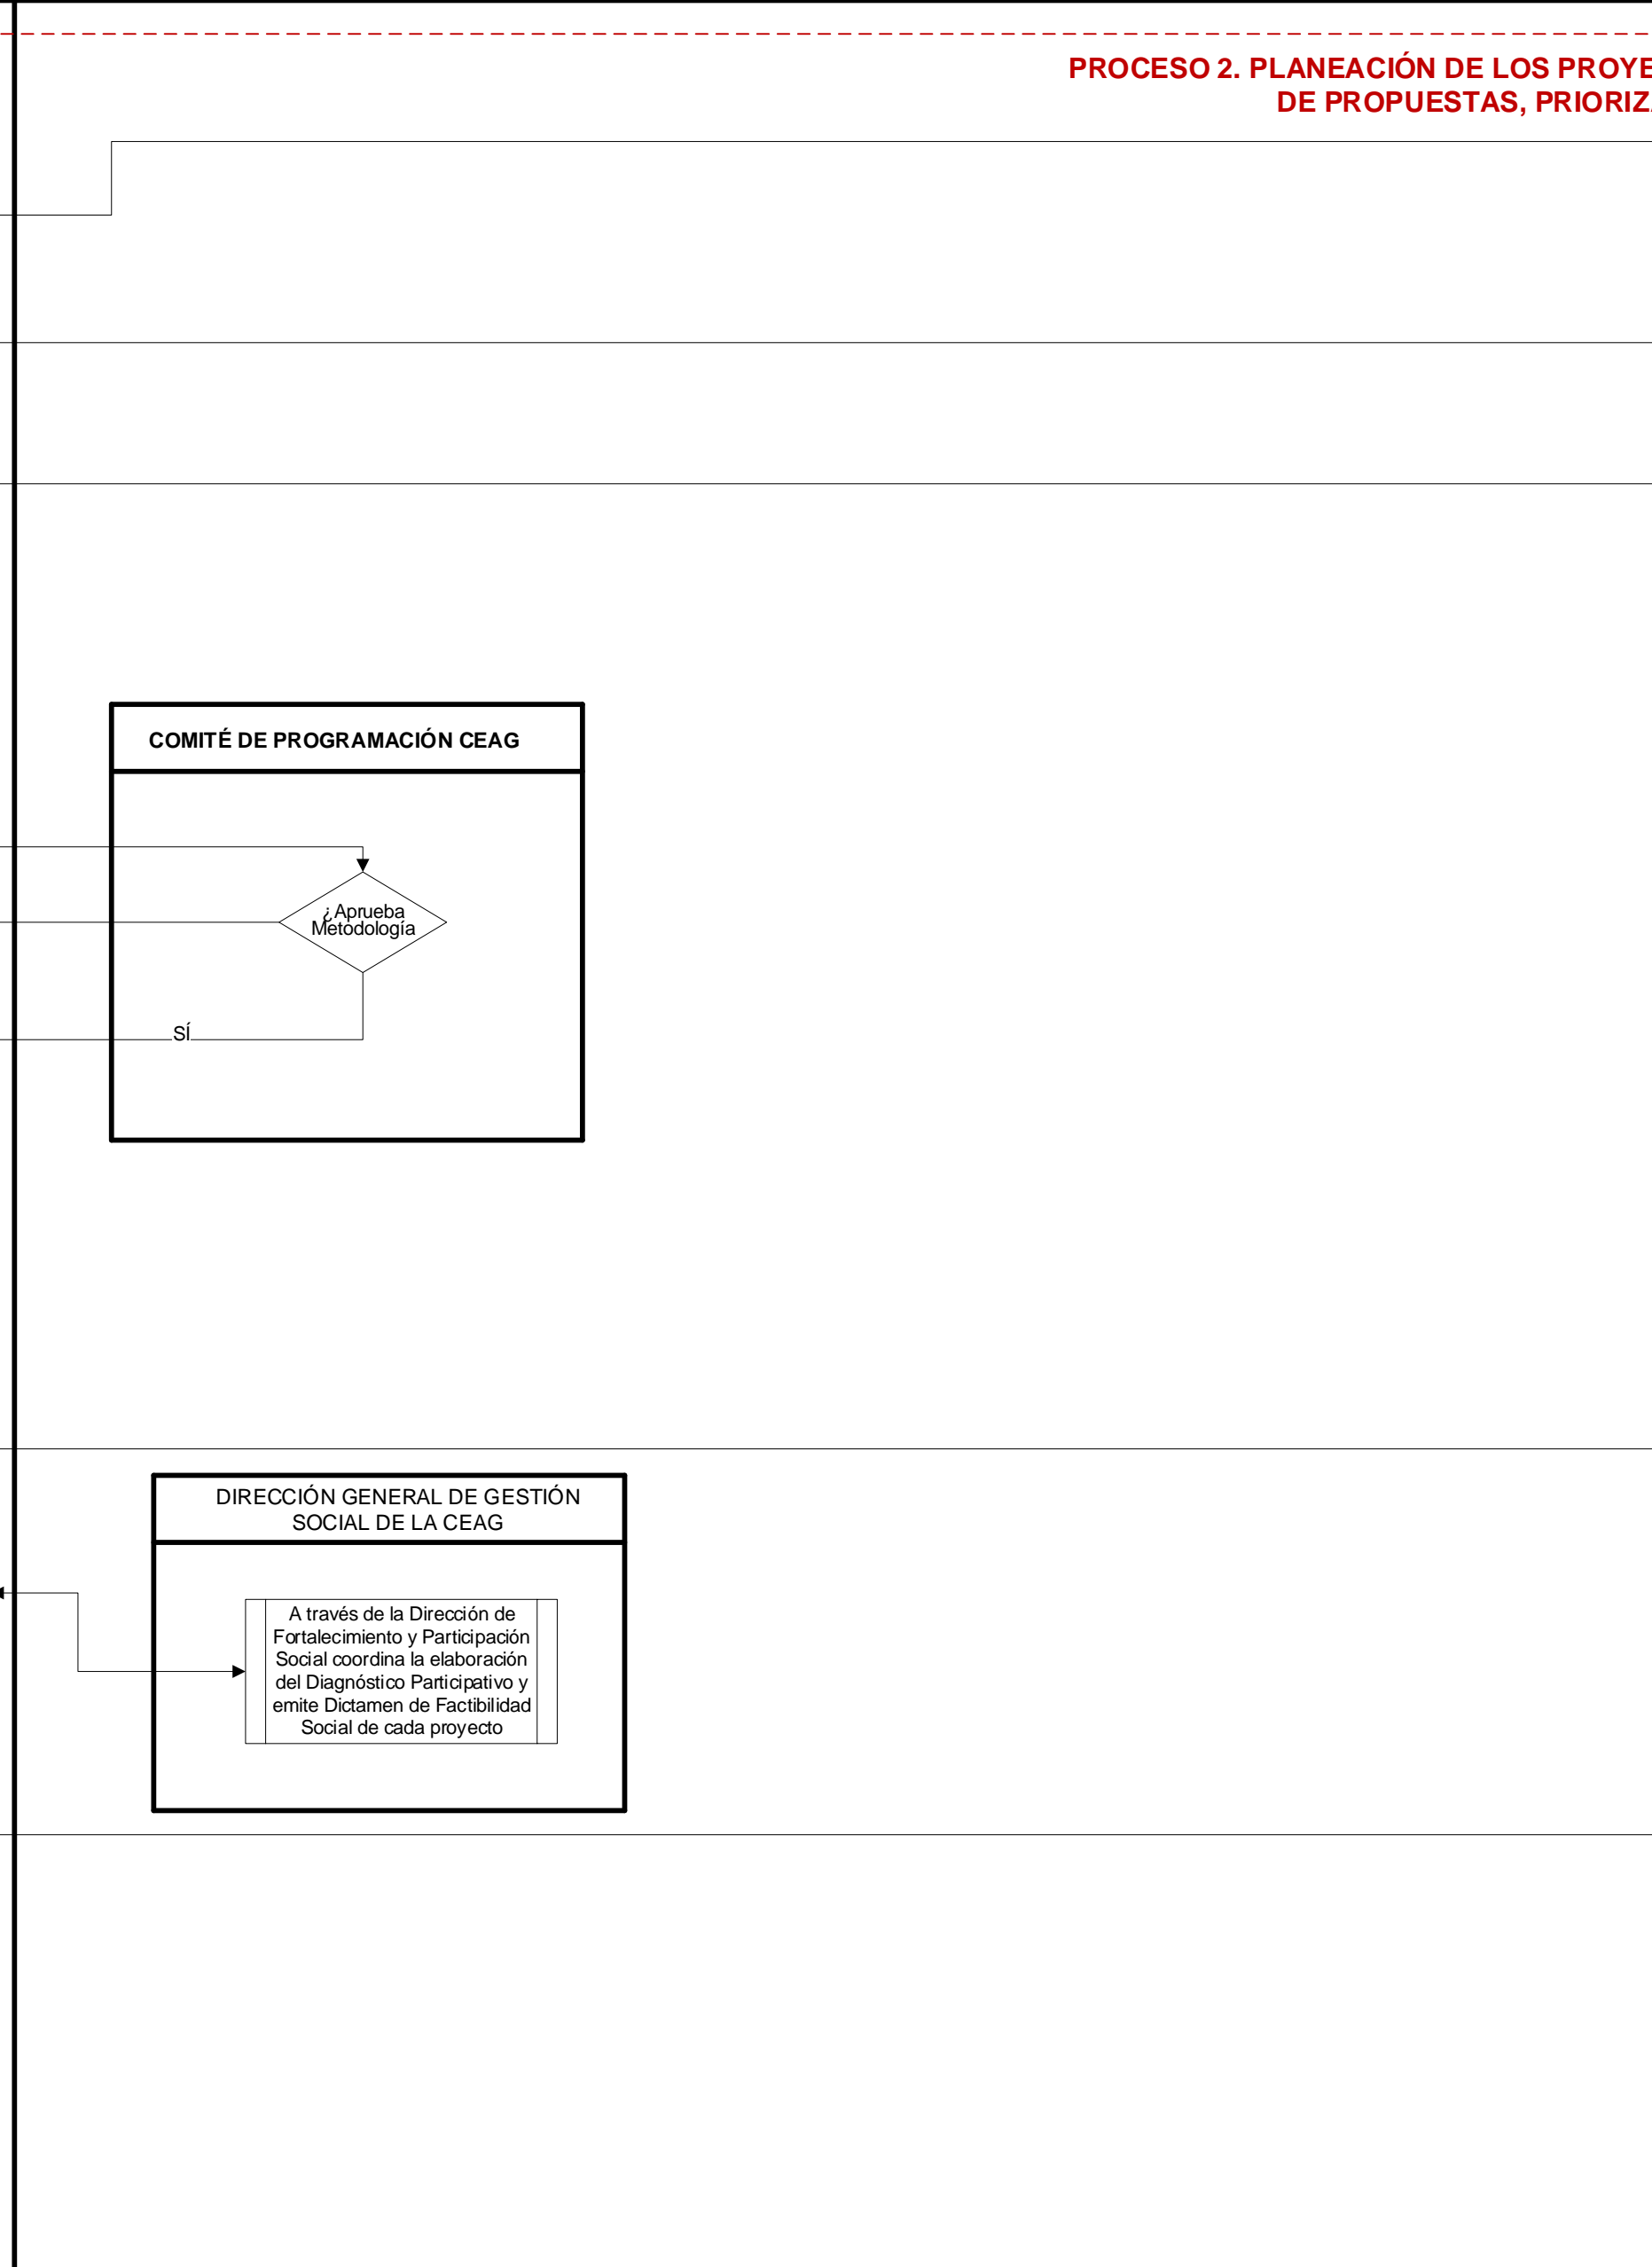 PROCESO 2. PLANEACIÓN DE LOS PROYE
DE PROPUESTAS, PRIORIZ
COMITÉ DE PROGRAMACIÓN CEAG
¿Aprueba
Metodología
SÍ
DIRECCIÓN GENERAL DE GESTIÓN
SOCIAL DE LA CEAG
A través de la Dirección de
Fortalecimiento y Participación
Social coordina la elaboración
del Diagnóstico Participativo y
emite Dictamen de Factibilidad
Social de cada proyecto